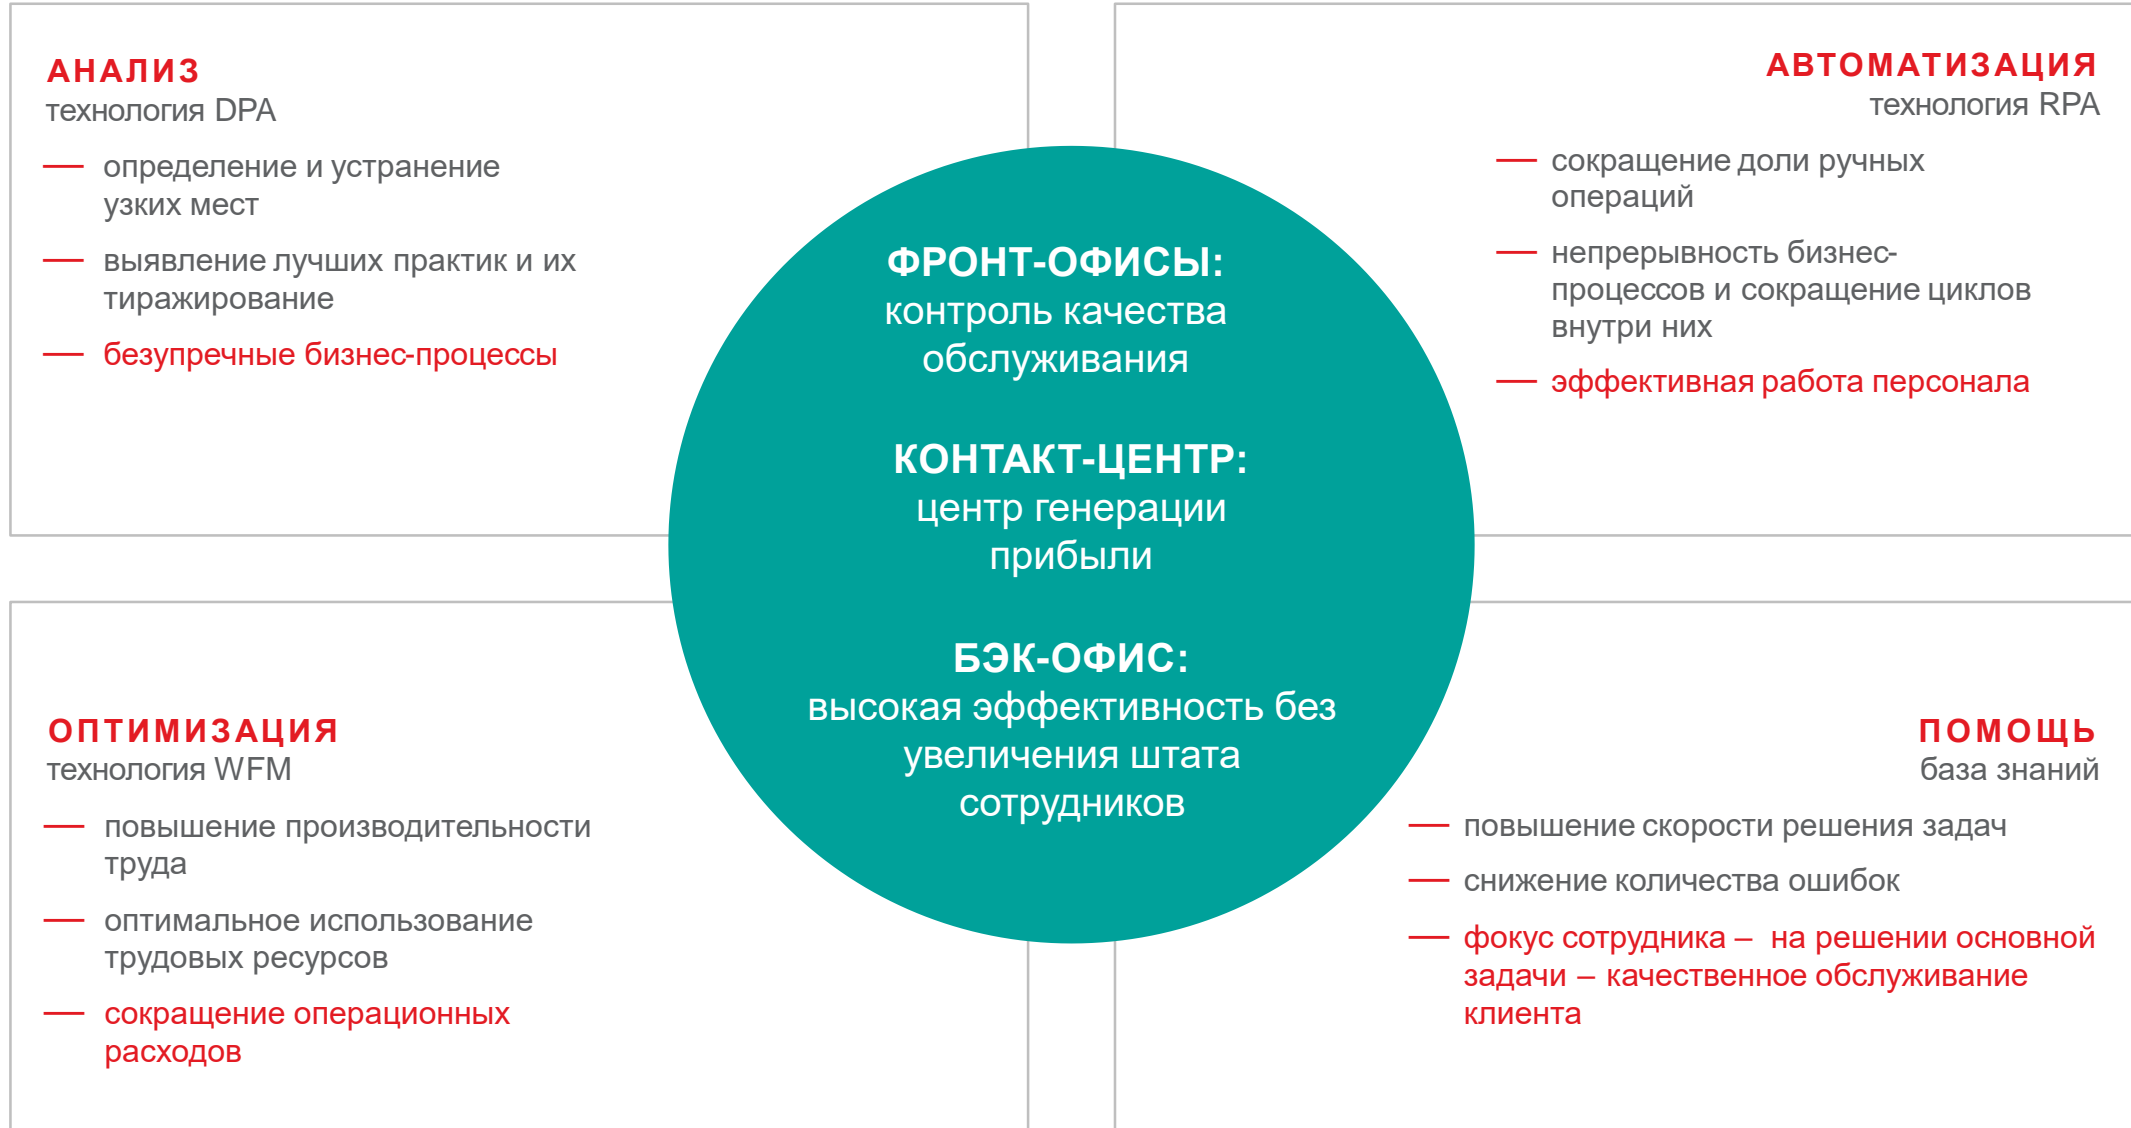 АНАЛИЗ
технология DPA
— определение и устранение
узких мест
— выявление лучших практик и их
тиражирование
— безупречные бизнес-процессы
АВТОМАТИЗАЦИЯ
технология RPA
— сокращение доли ручных
операций
— непрерывность бизнес-
процессов и сокращение циклов
внутри них
— эффективная работа персонала
ФРОНТ-ОФИСЫ:
контроль качества
обслуживания
КОНТАКТ-ЦЕНТР:
центр генерации
прибыли
БЭК-ОФИС:
высокая эффективность без
увеличения штата
сотрудников
ОПТИМИЗАЦИЯ
технология WFM
— повышение производительности
труда
— оптимальное использование
трудовых ресурсов
— сокращение операционных
расходов
ПОМОЩЬ
база знаний
— повышение скорости решения задач
— снижение количества ошибок
— фокус сотрудника – на решении основной
задачи – качественное обслуживание
клиента